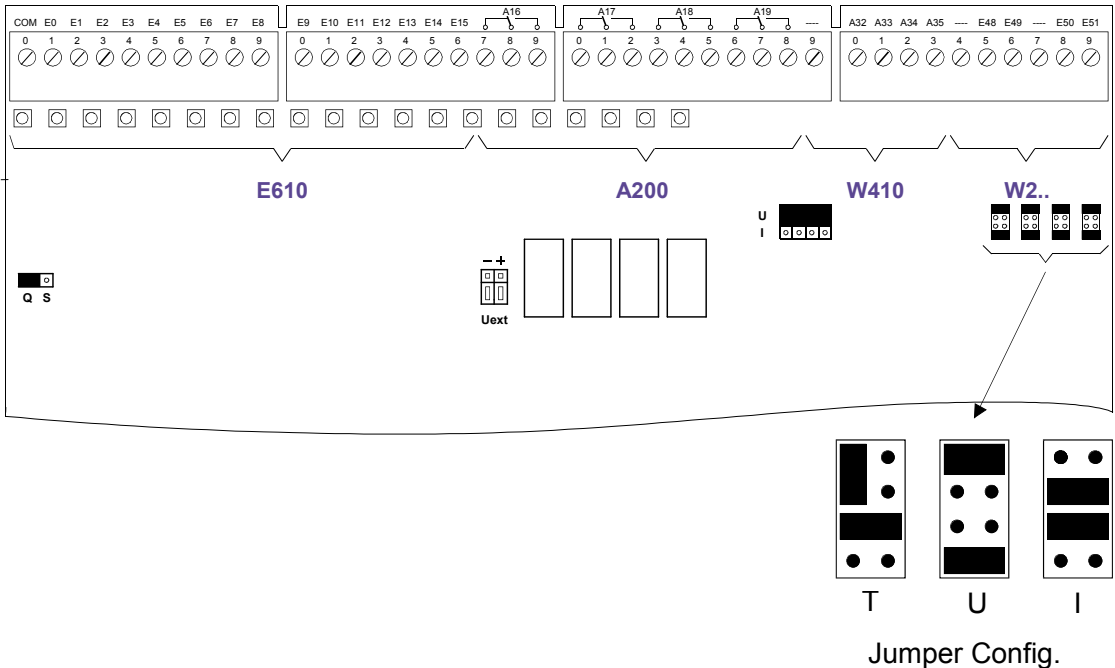 A16 A17 A18 A19
COM E0 E1 E2 E3 E4 E5 E6 E7 E8 E9 E10 E11 E12 E13 E14 E15 ---- A32 A33 A34 A35 ---- E48 E49 ---- E50 E51
0 1 2 3 4 5 6 7 8 9 0 1 2 3 4 5 6 7 8 9 0 1 2 3 4 5 6 7 8 9 0 1 2 3 4 5 6 7 8 9
E610 A200 W410 W2..
U
I
− +
Q S
Uext
T U I
Jumper Config.